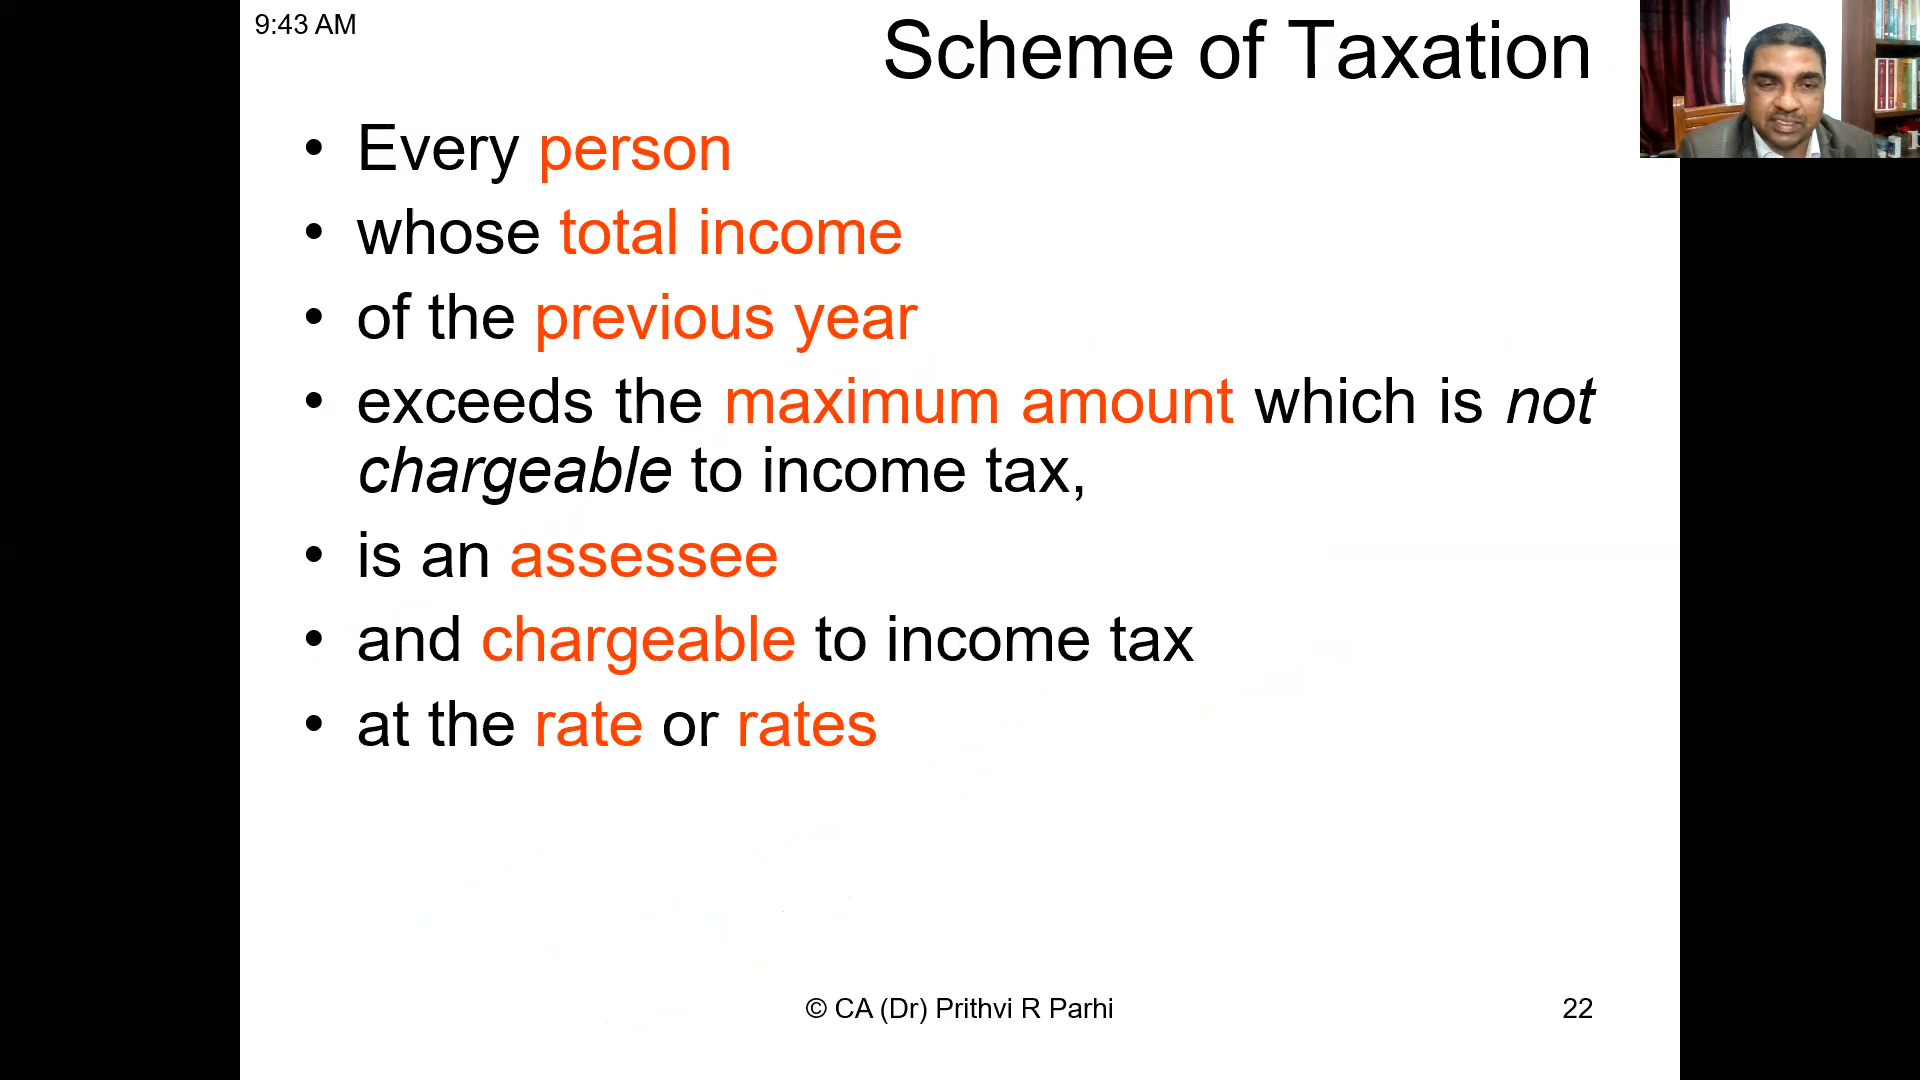 9:43 AM
Scheme of Taxation
• Every person
• whose total income
• of the previous year
• exceeds the maximum amount which is not
chargeable to income tax,
• is an assessee
• and chargeable to income tax
• at the rate or rates
© CA (Dr) Prithvi R Parhi
22